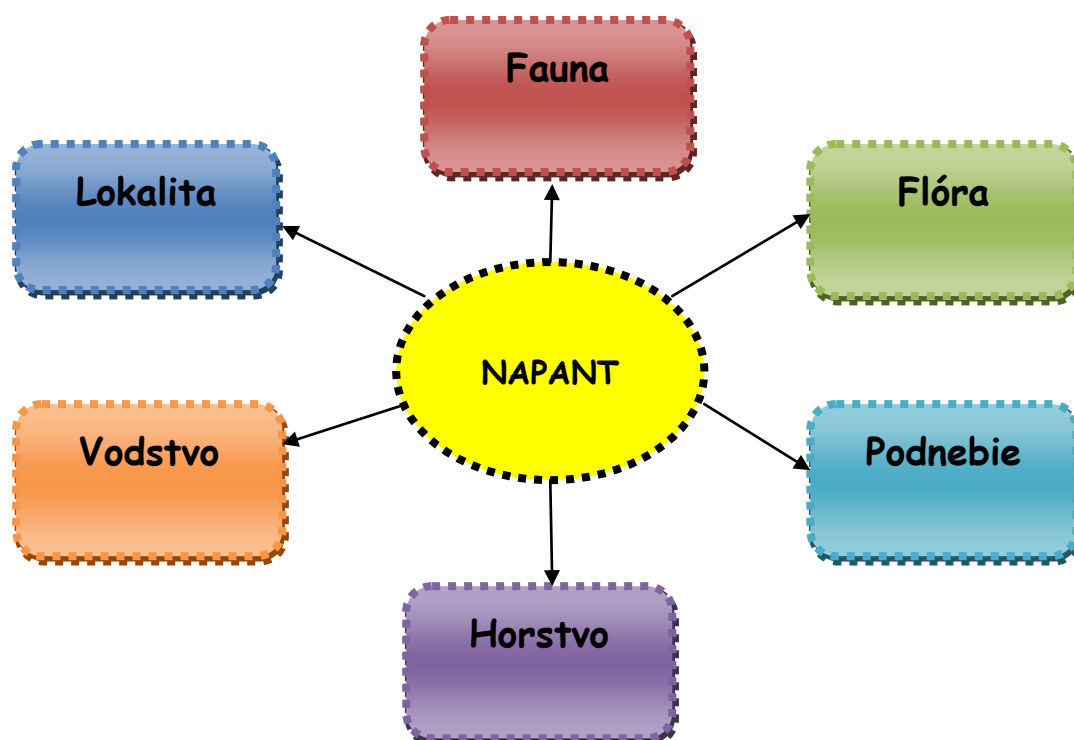 Fauna
Lokalita
Flóra
NAPANT
Vodstvo
Podnebie
Horstvo